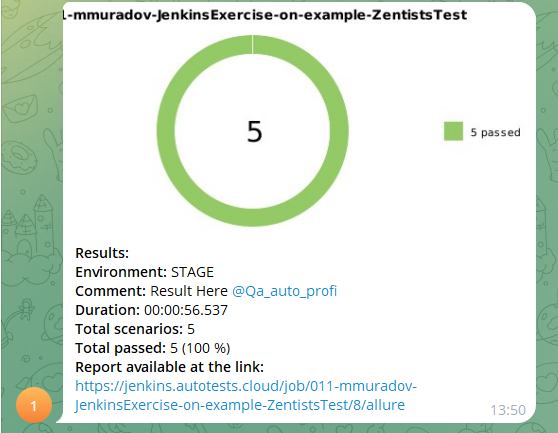 1-mmuradov-JenkinsExercise-on-example-ZentistsTest
5
5 passed
Results:
Environment: STAGE
Comment: Result Here @Qa_auto_profi
Duration: 00:00:56.537
Total scenarios: 5
Total passed: 5 (100 %)
Report available at the link:
https://jenkins.autotests.cloud/job/011-mmuradov-
JenkinsExercise-on-example-ZentistsTest/8/allure
1
13:50